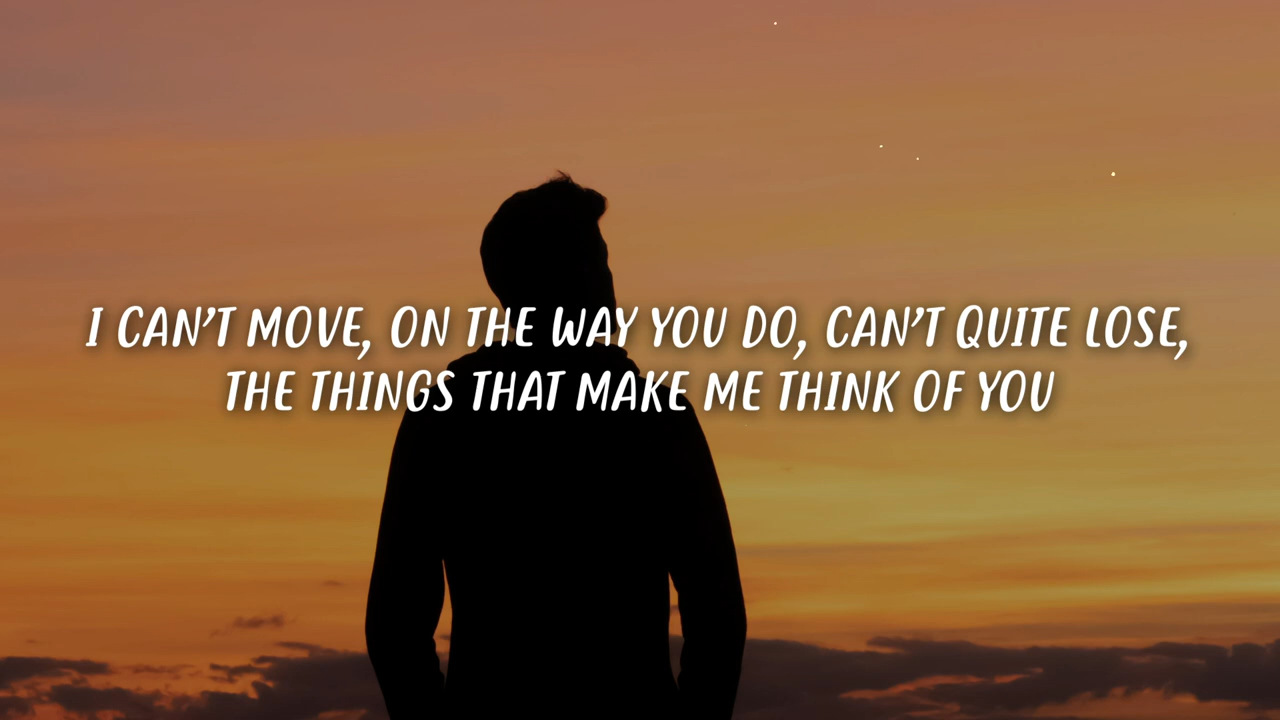 I CAN'T MOVE, ON THE WAY YOU DO, CAN'T QUITE LOSE,
THE THINGS THAT MAKE ME THINK OF YOU